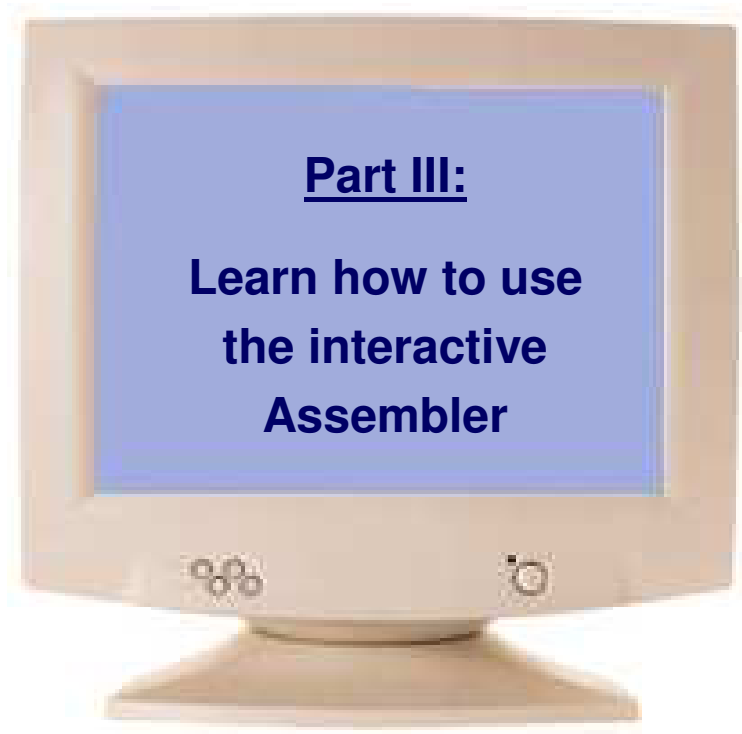 Part III:
Learn how to use
the interactive
Assembler